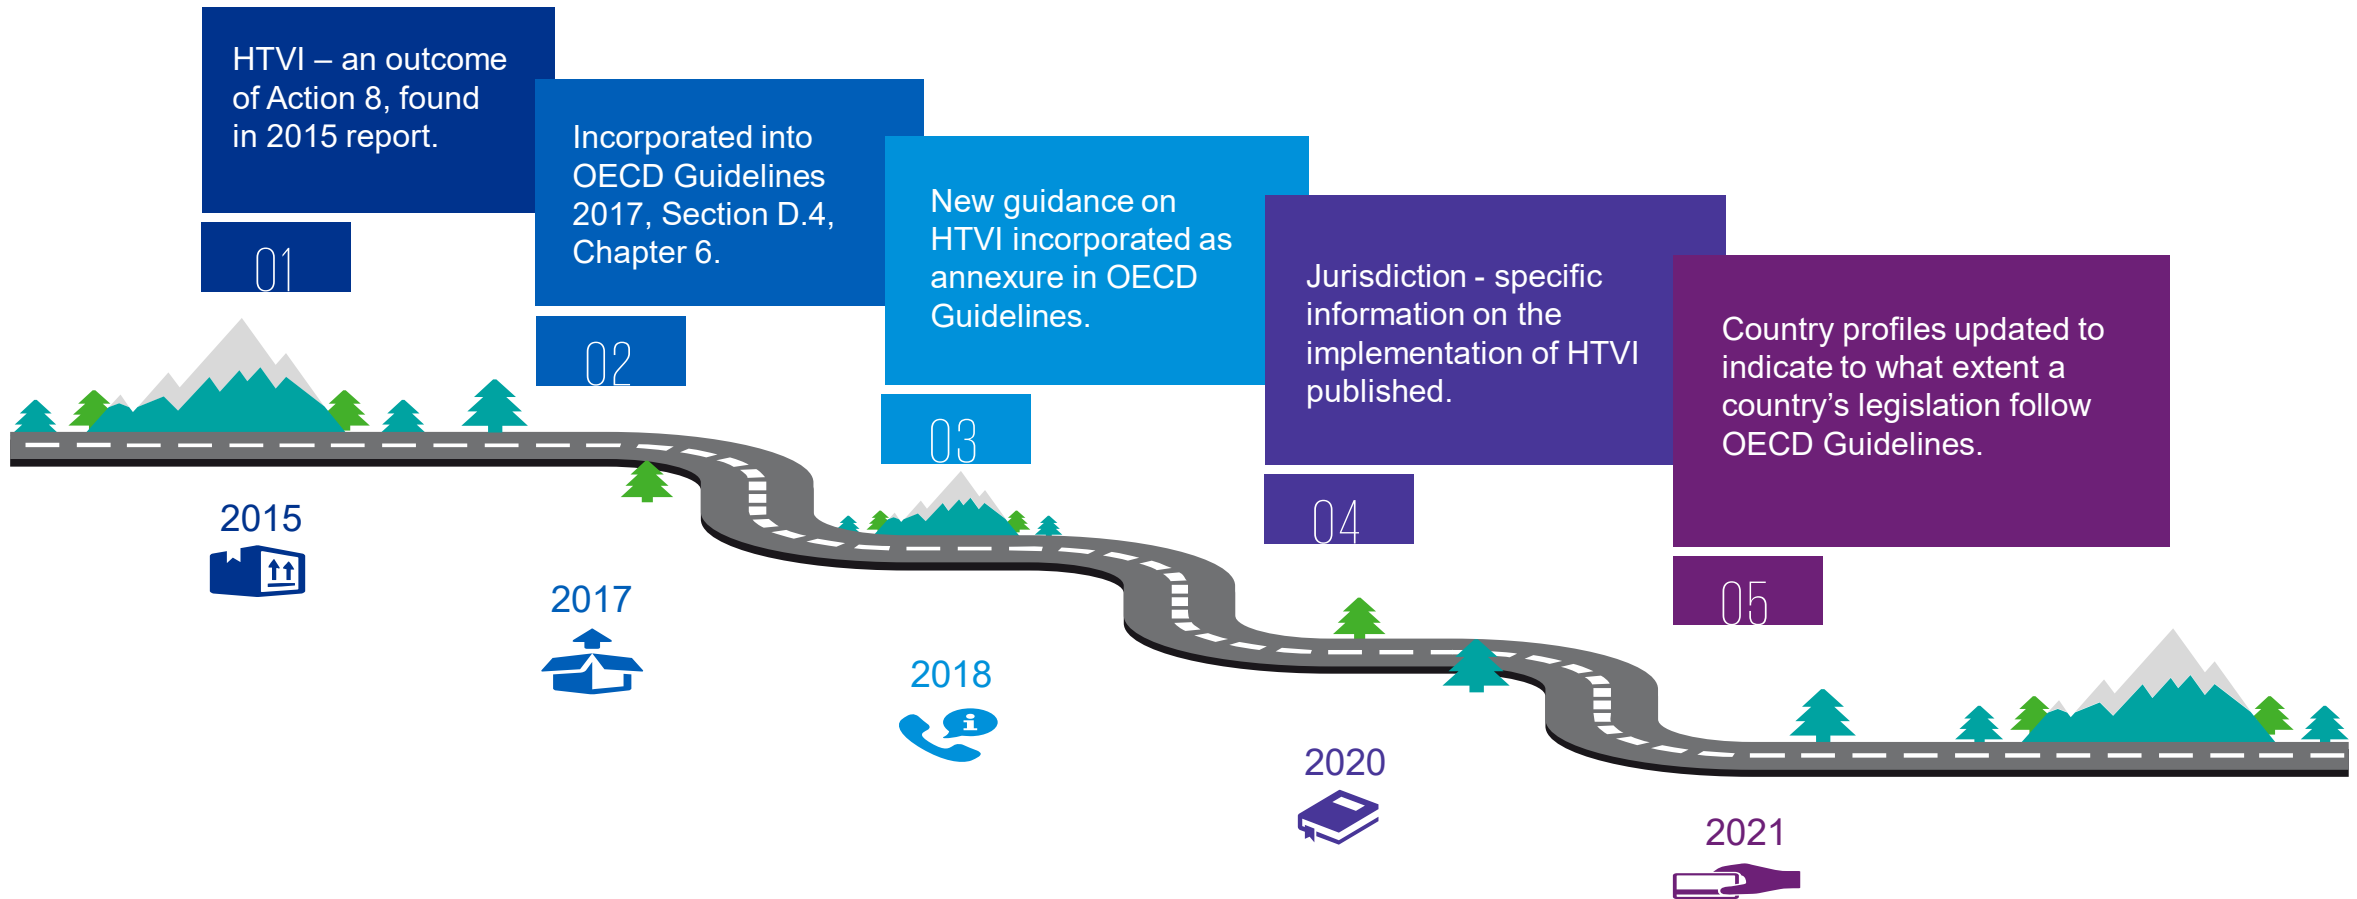 HTVI – an outcome
of Action 8, found
in 2015 report.
01
2015
Incorporated into
OECD Guidelines
2017, Section D.4,
Chapter 6.
02
2017
New guidance on
HTVI incorporated as
annexure in OECD
Guidelines.
03
2018
Jurisdiction - specific
information on the
implementation of HTVI
published.
04
2020
Country profiles updated to
indicate to what extent a
country’s legislation follow
OECD Guidelines.
05
2021